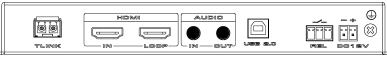 HDMI AUDIO
TLINK IN LOOP IN OUT USB 2.0 REL DC12V